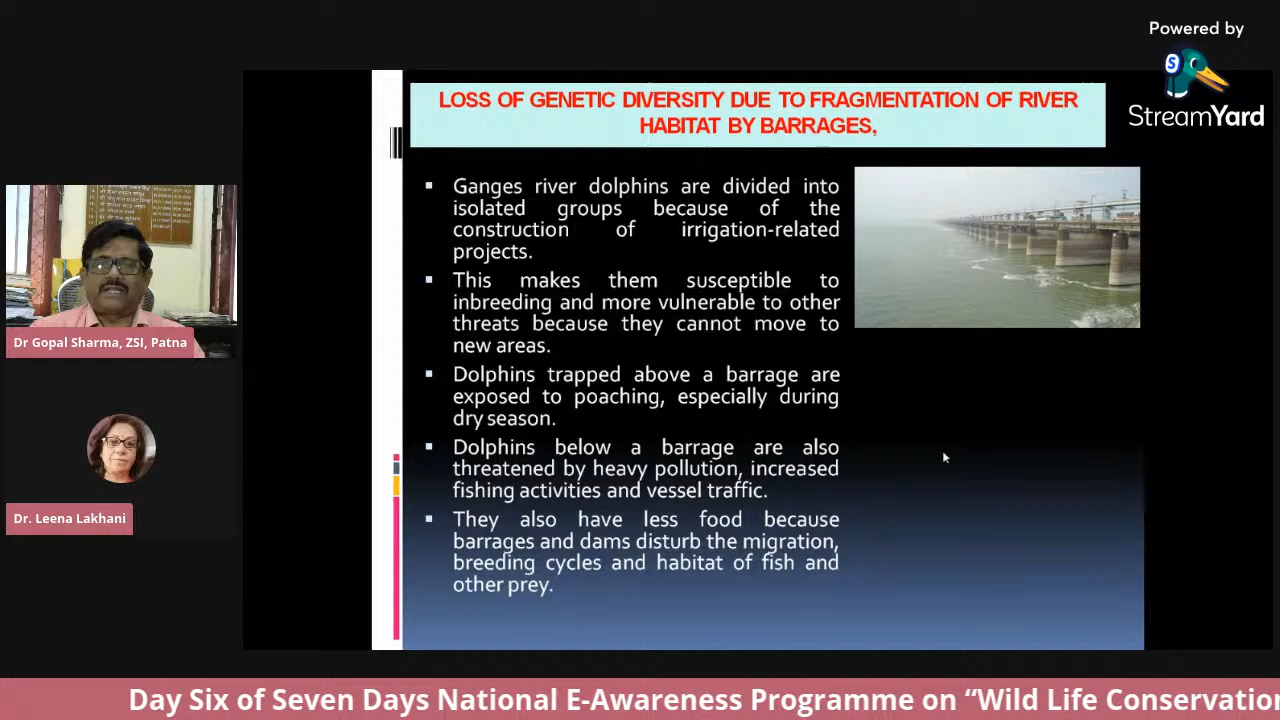 Powered by
StreamYard
LOSS OF GENETIC DIVERSITY DUE TO FRAGMENTATION OF RIVER
HABITAT BY BARRAGES,
Ganges river dolphins are divided into
isolated groups because of the
construction of irrigation-related
projects.
This makes them susceptible to
inbreeding and more vulnerable to other
threats because they cannot move to
new areas.
Dolphins trapped above a barrage are
exposed to poaching, especially during
dry season.
Dolphins below a barrage are also
threatened by heavy pollution, increased
fishing activities and vessel traffic.
They also have less food because
barrages and dams disturb the migration,
breeding cycles and habitat of fish and
other prey.
Dr Gopal Sharma, ZSI, Patna
Dr. Leena Lakhani
Day Six of Seven Days National E-Awareness Programme on “Wild Life Conservation